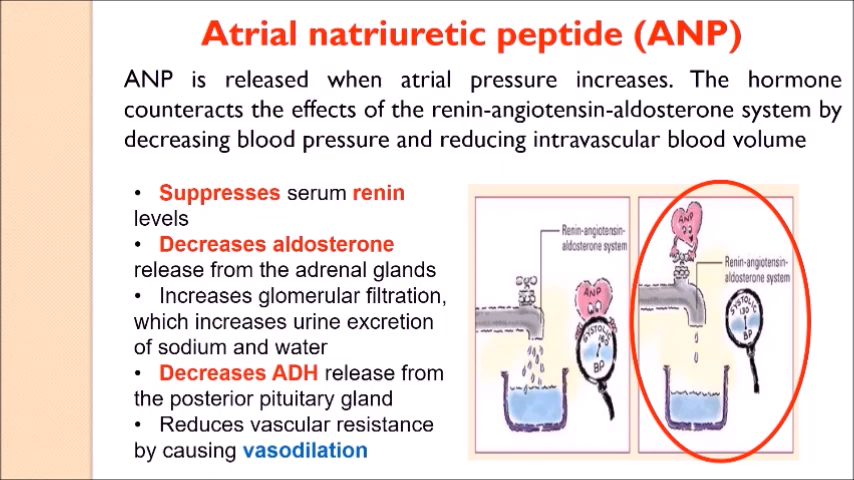 Atrial natriuretic peptide (ANP)
ANP is released when atrial pressure increases. The hormone
counteracts the effects of the renin-angiotensin-aldosterone system by
decreasing blood pressure and reducing intravascular blood volume
• Suppresses serum renin
levels
• Decreases aldosterone
release from the adrenal glands
• Increases glomerular filtration,
which increases urine excretion
of sodium and water
• Decreases ADH release from
the posterior pituitary gland
• Reduces vascular resistance
by causing vasodilation
Renin-angiotensin-
aldosterone system
ANP
SYSTOLIC
180
BP
ANP
Renin-angiotensin-
aldosterone system
SYSTOLIC
130
BP